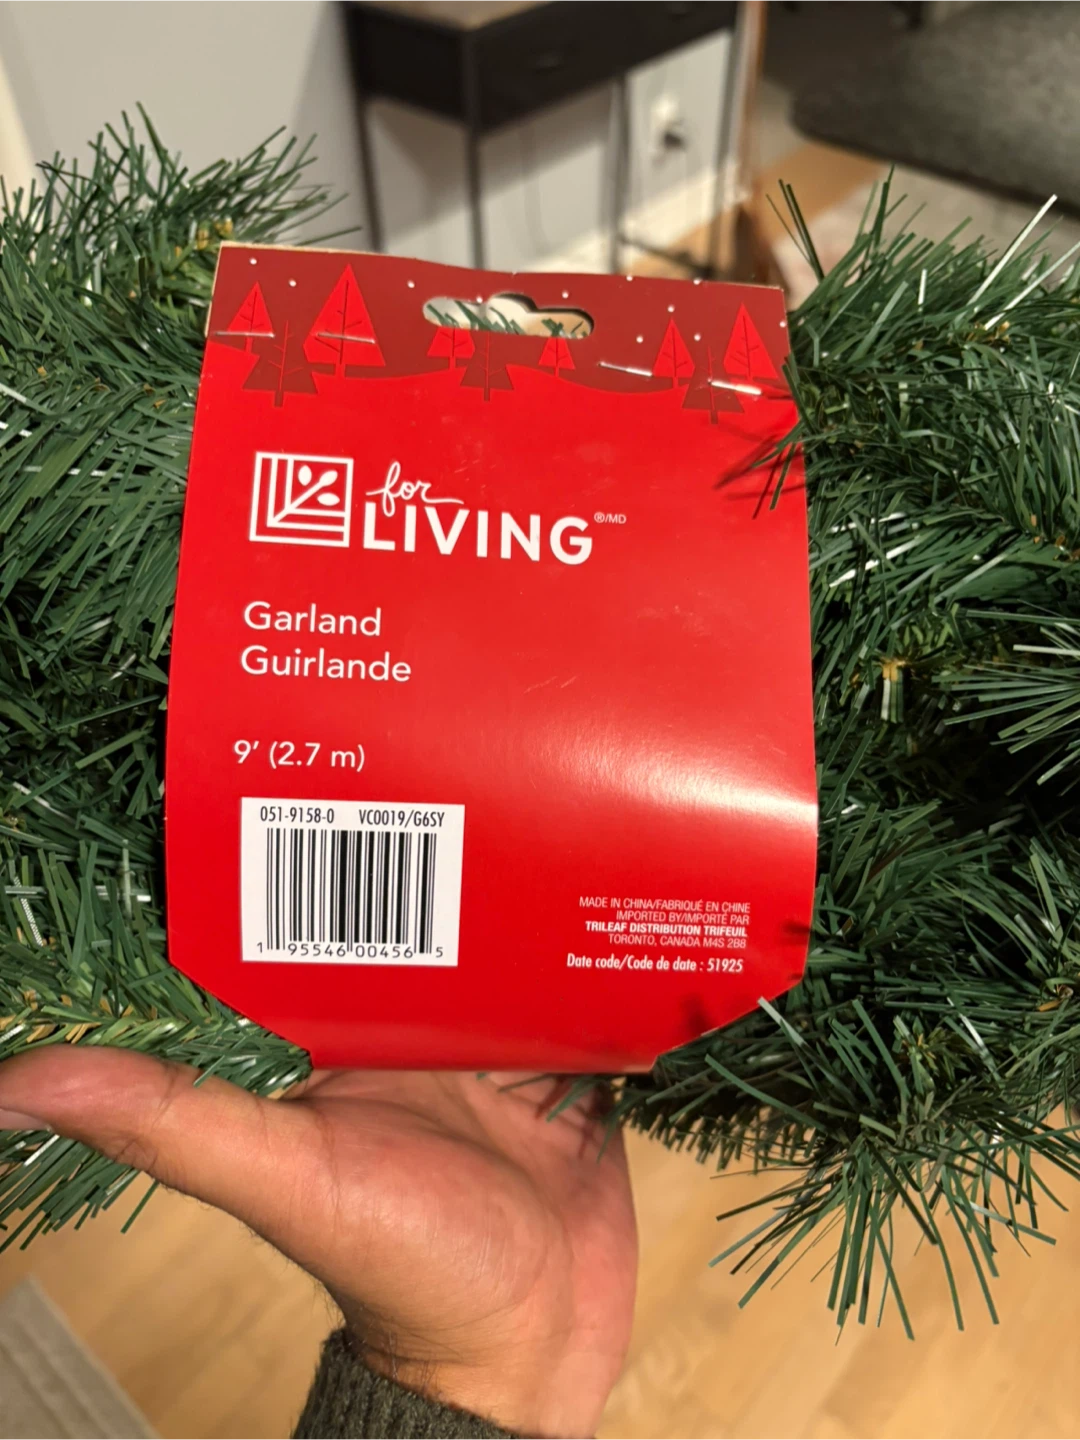 for
LIVING®/MD
Garland
Guirlande
9' (2.7 m)
051-9158-0 VC0019/G6SY
1 95546 00456 5
MADE IN CHINA/FABRIQUÉ EN CHINE
IMPORTED BY/IMPORTÉ PAR
TRILEAF DISTRIBUTION TRIFEUIL
TORONTO, CANADA M4S 2B8
Date code/Code de date : 51925